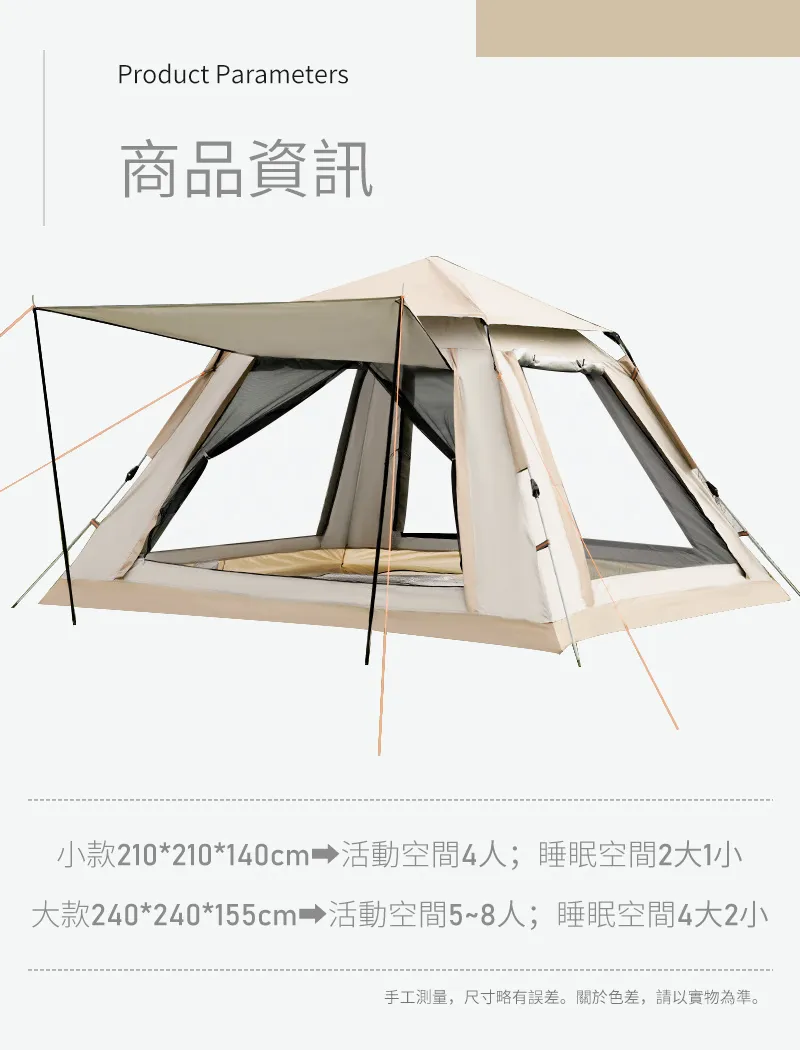 Product Parameters
商品資訊
小款210*210*140cm➡活動空間4人；睡眠空間2大1小
大款240*240*155cm➡活動空間5~8人；睡眠空間4大2小
手工測量，尺寸略有誤差。關於色差，請以實物為準。